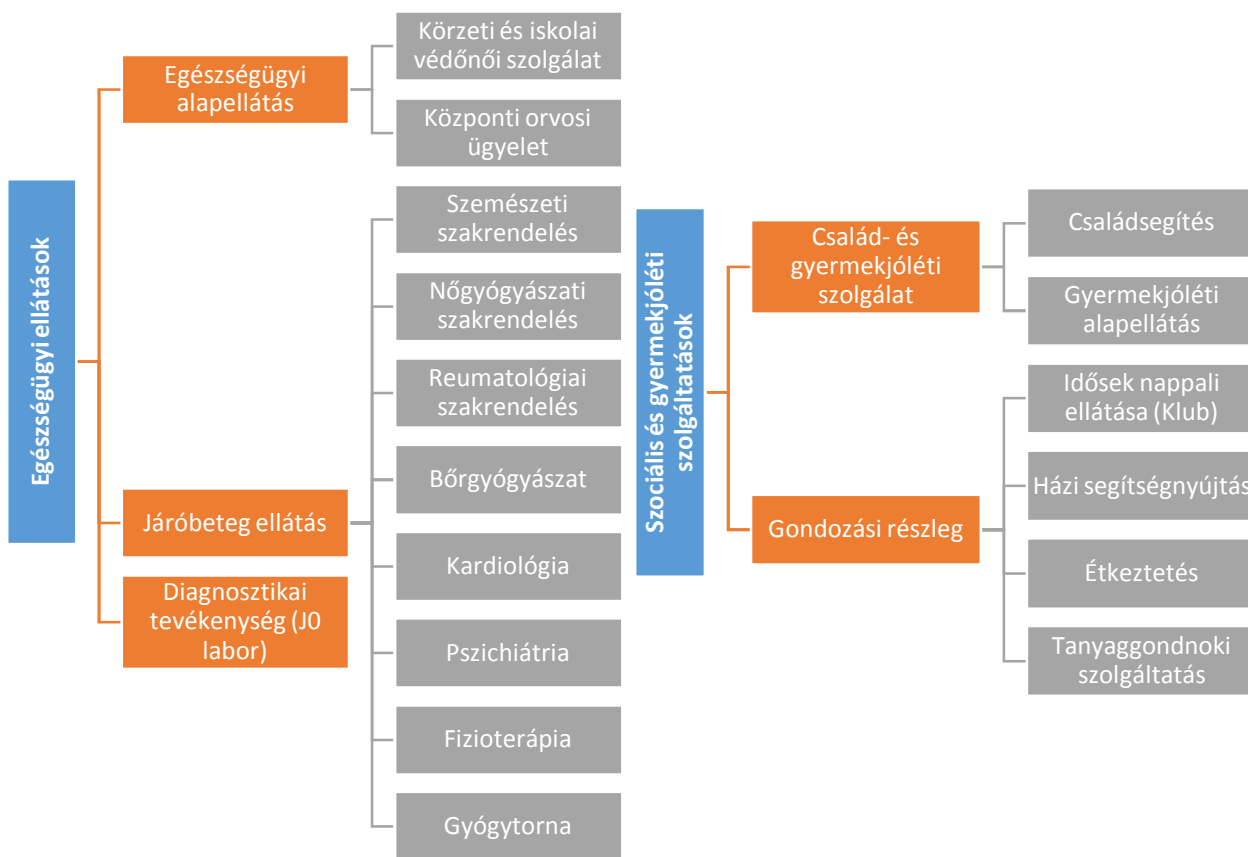 Egészségügyi ellátások
Egészségügyi
alapellátás
Körzeti és iskolai
védőnői szolgálat
Központi orvosi
ügyelet
Járóbeteg ellátás
Szemészeti
szakrendelés
Nőgyógyászati
szakrendelés
Reumatológiai
szakrendelés
Bőrgyógyászat
Kardiológia
Pszichiátria
Fizioterápia
Gyógytorna
Diagnosztikai
tevékenység (J0
labor)
Szociális és gyermekjóléti
szolgáltatások
Család- és
gyermekjóléti
szolgálat
Családsegítés
Gyermekjóléti
alapellátás
Gondozási részleg
Idősek nappali
ellátása (Klub)
Házi segítségnyújtás
Étkeztetés
Tanyaggondnoki
szolgáltatás